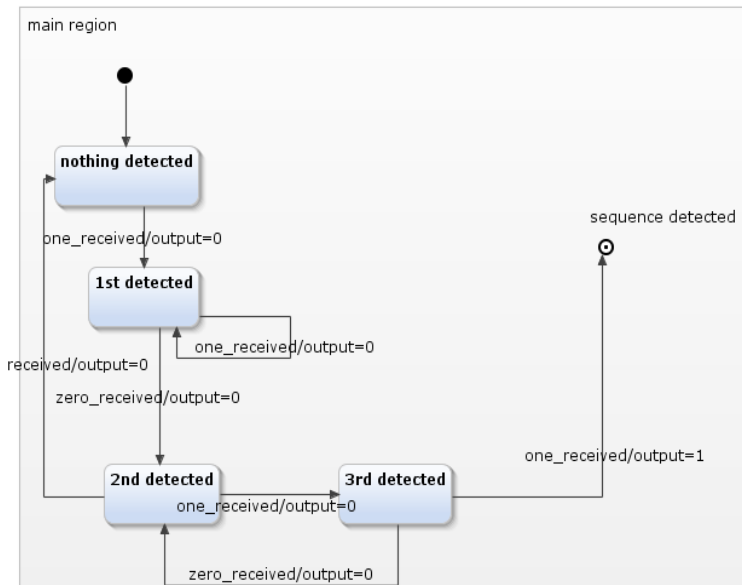 main region
nothing detected
sequence detected
one_received/output=0
1st detected
one_received/output=0
received/output=0
zero_received/output=0
one_received/output=1
2nd detected
3rd detected
one_received/output=0
zero_received/output=0